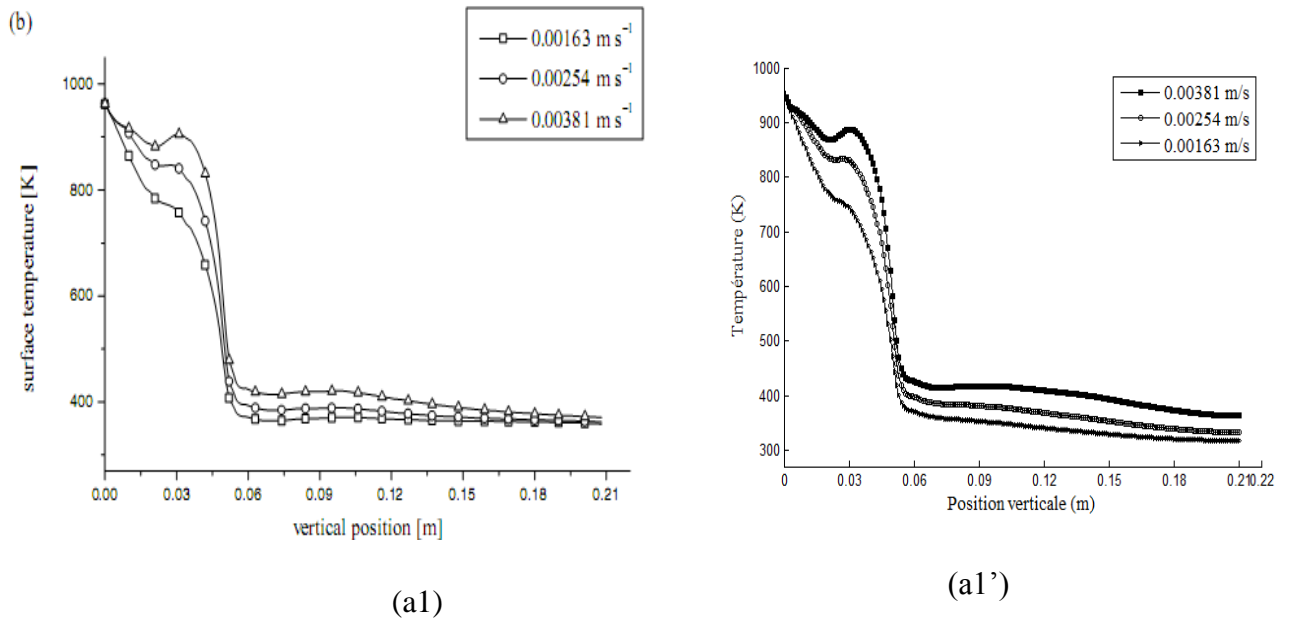 (b)
0.00163 m s⁻¹
0.00254 m s⁻¹
0.00381 m s⁻¹
1000
800
600
400
surface temperature [K]
0.00 0.03 0.06 0.09 0.12 0.15 0.18 0.21
vertical position [m]
(a1)
0.00381 m/s
0.00254 m/s
0.00163 m/s
1000
900
800
700
600
500
400
300
Température (K)
0 0.03 0.06 0.09 0.12 0.15 0.18 0.210.22
Position verticale (m)
(a1’)